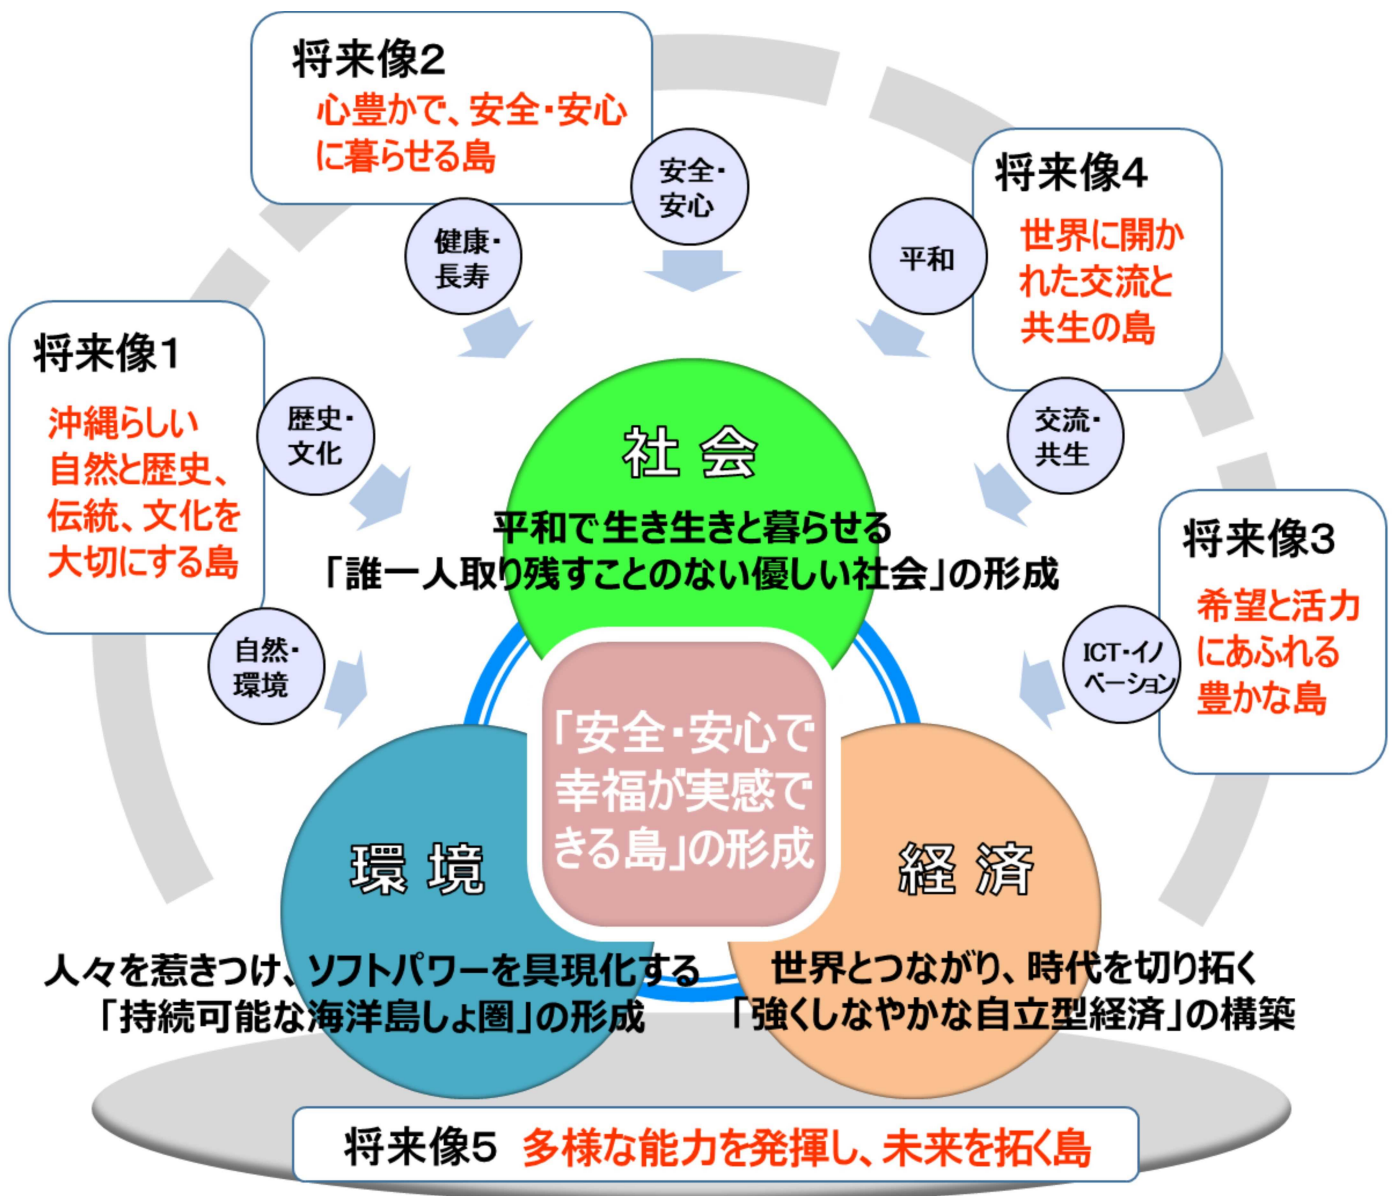 将来像2
心豊かで、安全・安心
に暮らせる島
安全・
安心
健康・
長寿
将来像4
世界に開か
れた交流と
共生の島
平和
交流・
共生
将来像1
沖縄らしい
自然と歴史、
伝統、文化を
大切にする島
歴史・
文化
自然・
環境
将来像3
希望と活力
にあふれる
豊かな島
ICT・イノ
ベーション
社会
平和で生き生きと暮らせる
「誰一人取り残すことのない優しい社会」の形成
「安全・安心で
幸福が実感で
きる島」の形成
環境
人々を惹きつけ、ソフトパワーを具現化する
「持続可能な海洋島しょ圏」の形成
経済
世界とつながり、時代を切り拓く
「強くしなやかな自立型経済」の構築
将来像5 多様な能力を発揮し、未来を拓く島